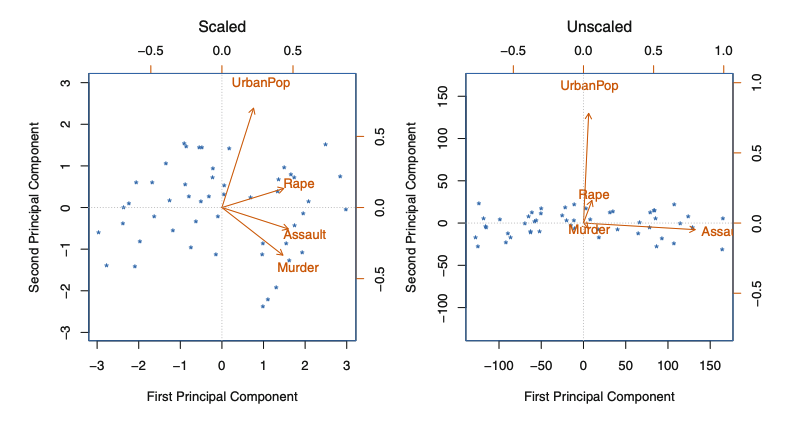 Scaled
−0.5 0.0 0.5
UrbanPop
Rape
Assault
Murder
3
2
1
0
−1
−2
−3
Second Principal Component
0.5
0.0
−0.5
−3 −2 −1 0 1 2 3
First Principal Component
Unscaled
−0.5 0.0 0.5 1.0
UrbanPop
Rape
Murder
Assau
150
100
50
0
−50
−100
Second Principal Component
1.0
0.5
0.0
−0.5
−100 −50 0 50 100 150
First Principal Component